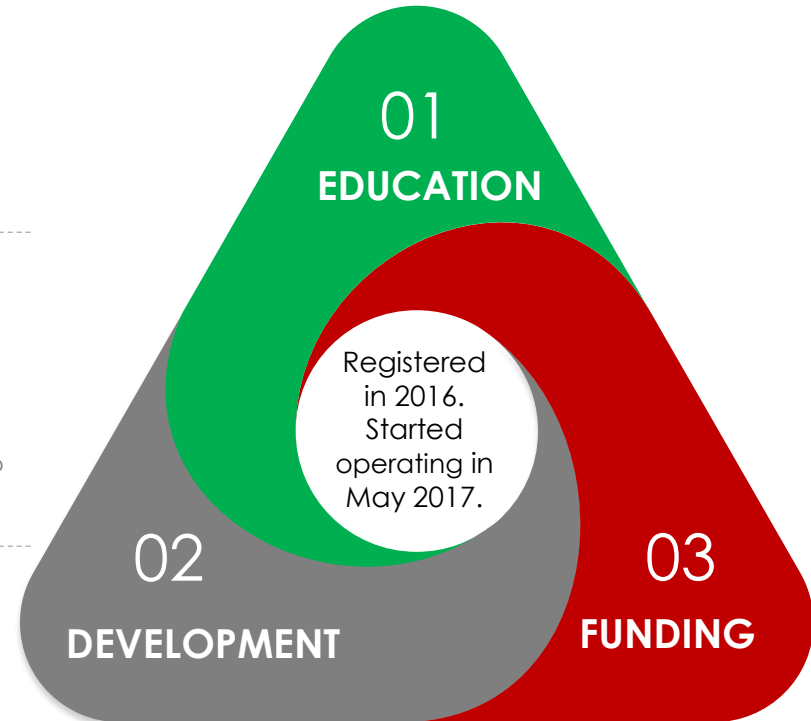 01
EDUCATION
Registered
in 2016.
Started
operating in
May 2017.
02
DEVELOPMENT
03
FUNDING